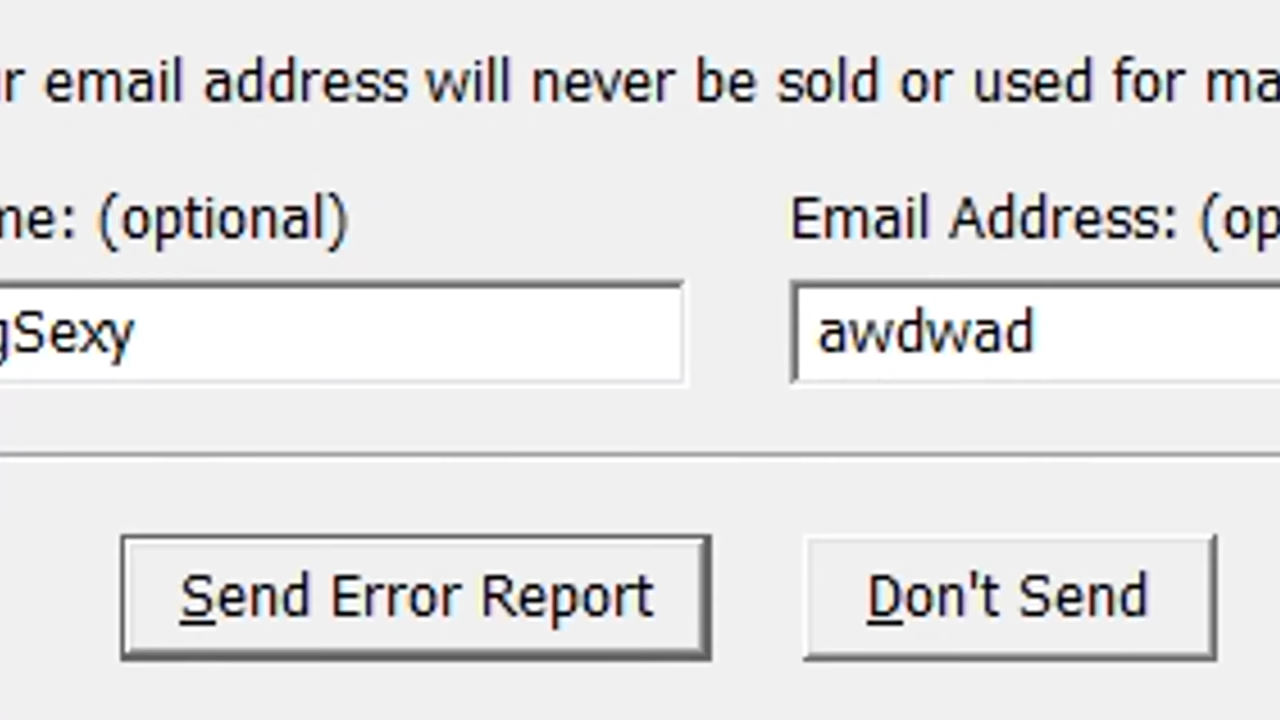 r email address will never be sold or used for ma
me: (optional) Email Address: (op
gSexy awdwad
Send Error Report Don't Send